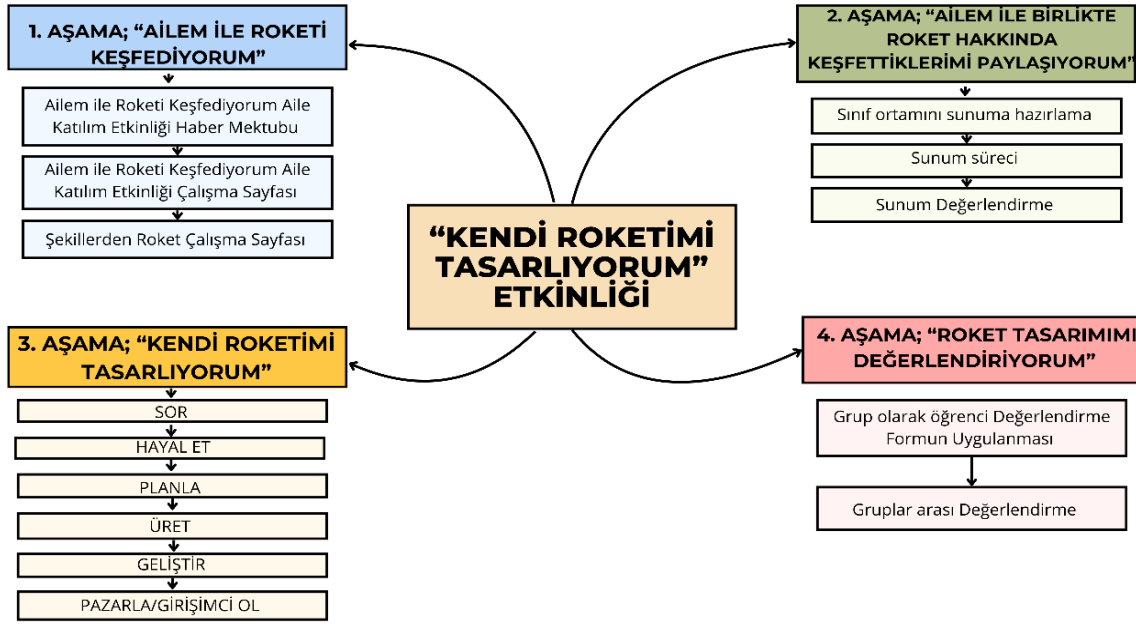 1. AŞAMA; “AİLEM İLE ROKETİ
KEŞFEDİYORUM”
Ailem ile Roketi Keşfediyorum Aile
Katılım Etkinliği Haber Mektubu
Ailem ile Roketi Keşfediyorum Aile
Katılım Etkinliği Çalışma Sayfası
Şekillerden Roket Çalışma Sayfası
2. AŞAMA; “AİLEM İLE BİRLİKTE
ROKET HAKKINDA
KEŞFETTİKLERİMİ PAYLAŞIYORUM”
Sınıf ortamını sunuma hazırlama
Sunum süreci
Sunum Değerlendirme
“KENDİ ROKETİMİ
TASARLIYORUM”
ETKİNLİĞİ
3. AŞAMA; “KENDİ ROKETİMİ
TASARLIYORUM”
SOR
HAYAL ET
PLANLA
ÜRET
GELİŞTİR
PAZARLA/GİRİŞİMCİ OL
4. AŞAMA; “ROKET TASARIMIMI
DEĞERLENDİRİYORUM”
Grup olarak öğrenci Değerlendirme
Formun Uygulanması
Gruplar arası Değerlendirme